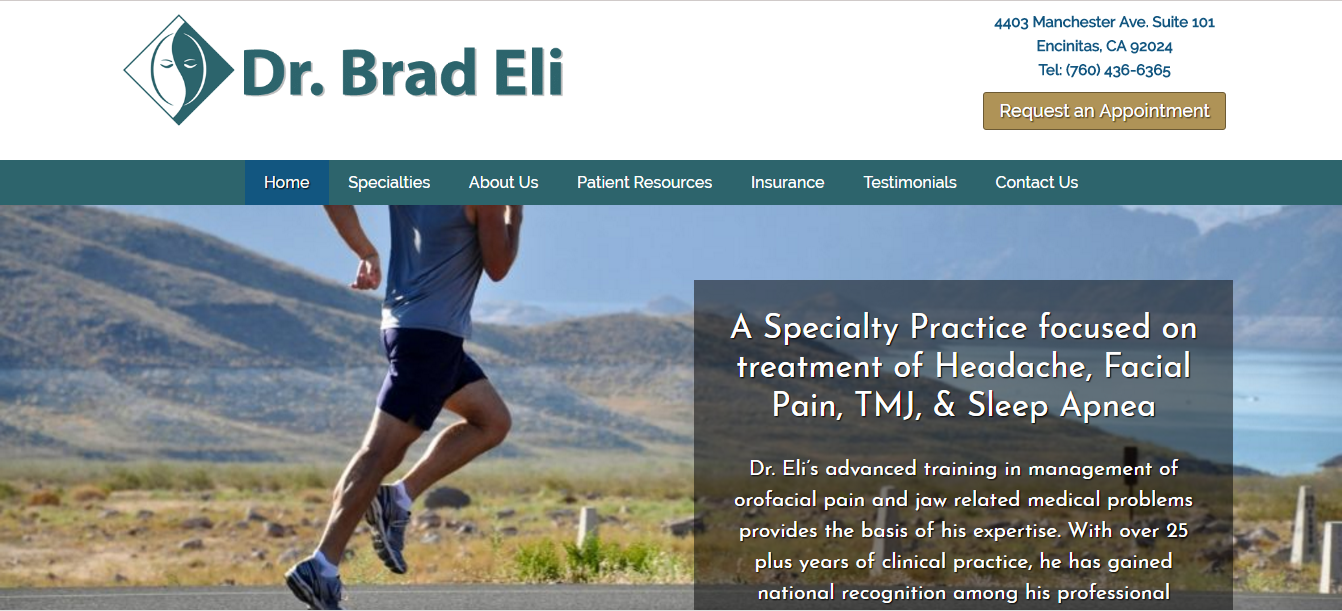 Dr. Brad Eli
4403 Manchester Ave. Suite 101
Encinitas, CA 92024
Tel: (760) 436-6365
Request an Appointment
Home Specialties About Us Patient Resources Insurance Testimonials Contact Us
A Specialty Practice focused on
treatment of Headache, Facial
Pain, TMJ, & Sleep Apnea
Dr. Eli's advanced training in management of
orofacial pain and jaw related medical problems
provides the basis of his expertise. With over 25
plus years of clinical practice, he has gained
national recognition among his professional